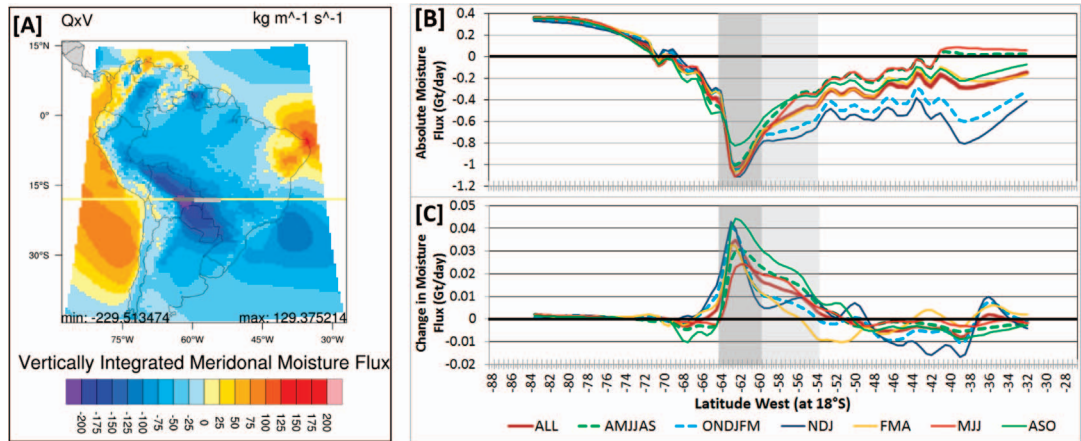 [A]
QxV
kg m^-1 s^-1
15°N
0°
15°S
30°S
min: -229.513474
max: 129.375214
75°W
60°W
45°W
30°W
Vertically Integrated Meridonal Moisture Flux
-200
-175
-150
-125
-100
-75
-50
-25
0
25
50
75
100
125
150
175
200
[B]
Absolute Moisture
Flux (Gt/day)
0.4
0.2
0
-0.2
-0.4
-0.6
-0.8
-1
-1.2
[C]
Change in Moisture
Flux (Gt/day)
0.05
0.04
0.03
0.02
0.01
0
-0.01
-0.02
-88
-86
-84
-82
-80
-78
-76
-74
-72
-70
-68
-66
-64
-62
-60
-58
-56
-54
-52
-50
-48
-46
-44
-42
-40
-38
-36
-34
-32
-30
-28
-26
Latitude West (at 18°S)
ALL
AMJJAS
ONDJFM
NDJ
FMA
MJJ
ASO